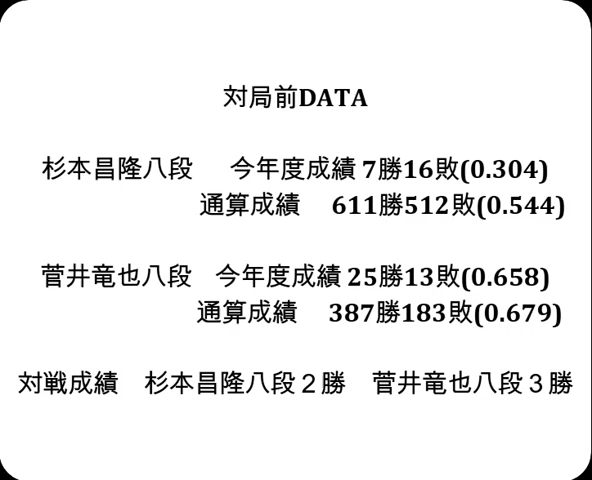 対局前DATA
杉本昌隆八段 今年度成績 7勝16敗(0.304)
通算成績 611勝512敗(0.544)
菅井竜也八段 今年度成績 25勝13敗(0.658)
通算成績 387勝183敗(0.679)
対戦成績 杉本昌隆八段２勝 菅井竜也八段３勝